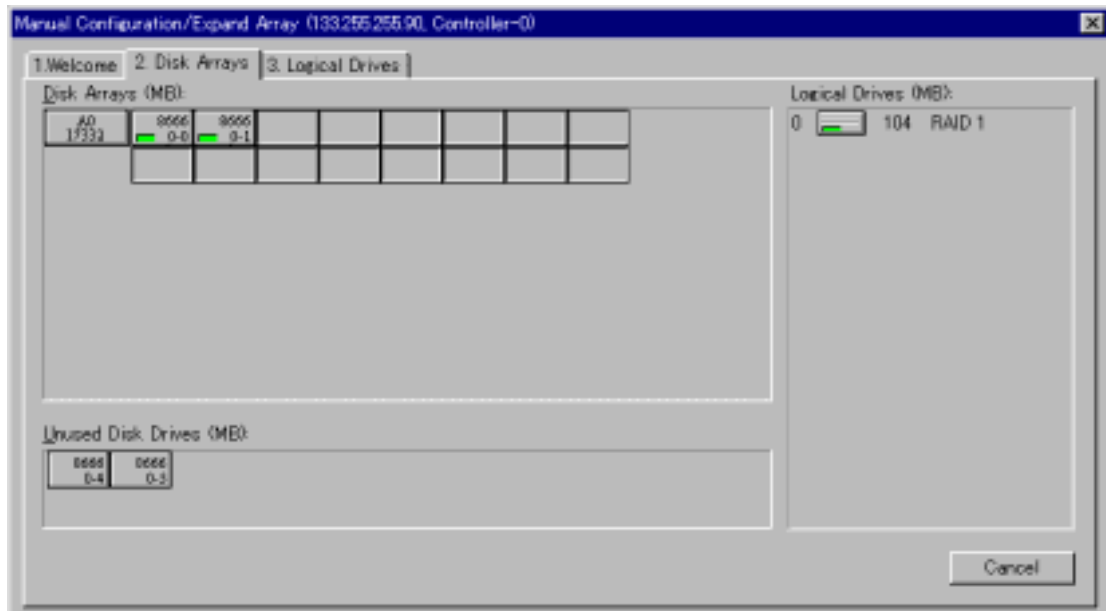 Manual Configuration/Expand Array (133.255.255.90, Controller-0)
1.Welcome
2. Disk Arrays
3. Logical Drives
Disk Arrays (MB):
A0
8666
0-0
8666
0-1
Logical Drives (MB):
0 104 RAID 1
Unused Disk Drives (MB):
8666
0-4
8666
Cancel